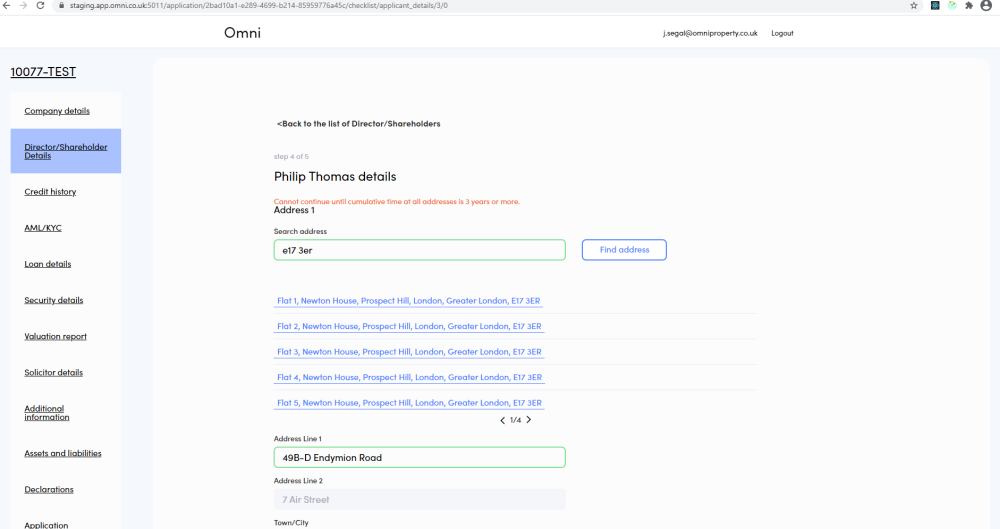 staging.app.omni.co.uk:5011/application/2bad10a1-e289-4699-b214-85959776a45c/checklist/applicant_details/3/0
Omni
j.segal@omniproperty.co.uk
Logout
10077-TEST
Company details
Director/Shareholder
Details
Credit history
AML/KYC
Loan details
Security details
Valuation report
Solicitor details
Additional
information
Assets and liabilities
Declarations
Application
<Back to the list of Director/Shareholders
step 4 of 5
Philip Thomas details
Cannot continue until cumulative time at all addresses is 3 years or more.
Address 1
Search address
e17 3er
Find address
Flat 1, Newton House, Prospect Hill, London, Greater London, E17 3ER
Flat 2, Newton House, Prospect Hill, London, Greater London, E17 3ER
Flat 3, Newton House, Prospect Hill, London, Greater London, E17 3ER
Flat 4, Newton House, Prospect Hill, London, Greater London, E17 3ER
Flat 5, Newton House, Prospect Hill, London, Greater London, E17 3ER
< 1/4 >
Address Line 1
49B-D Endymion Road
Address Line 2
7 Air Street
Town/City